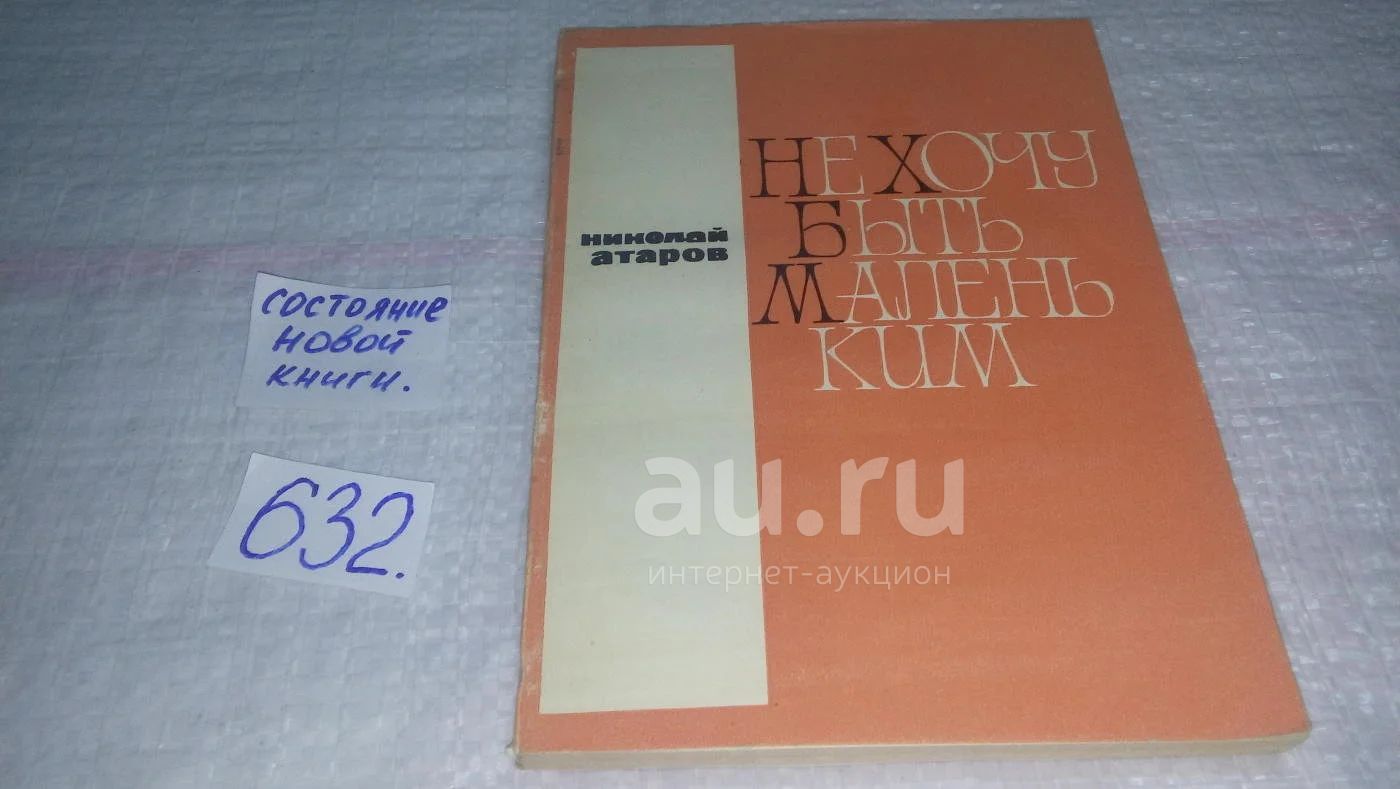 николай
атаров
НЕ ХОЧУ
БЫТЬ
МАЛЕНЬ
КИМ
состояние
новой
книги.
632.
au.ru
интернет-аукцион